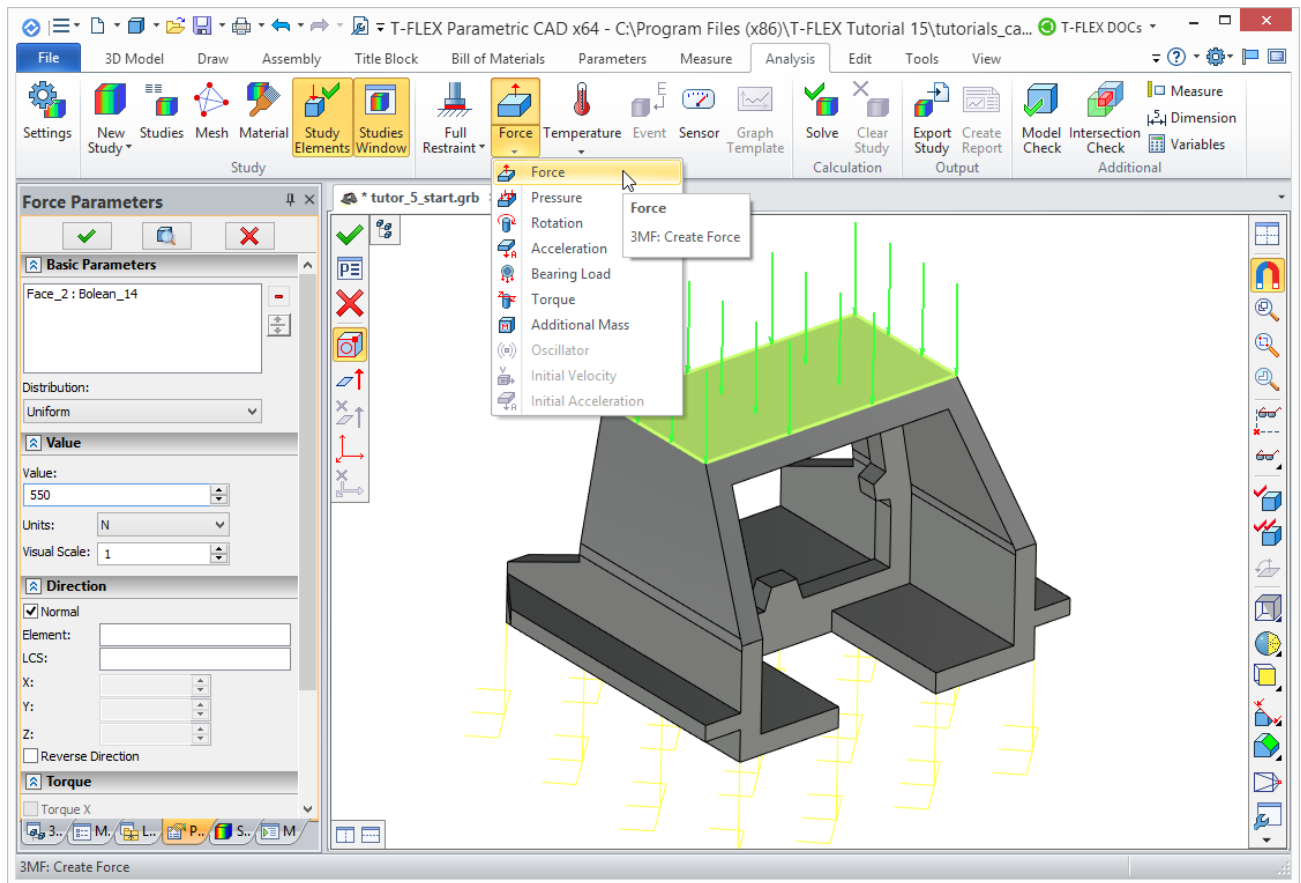 T-FLEX Parametric CAD x64 - C:\Program Files (x86)\T-FLEX Tutorial 15\tutorials_ca... T-FLEX DOCs
File 3D Model Draw Assembly Title Block Bill of Materials Parameters Measure Analysis Edit Tools View
Settings New Study Studies Mesh Material Study Elements Studies Window
Study
Full Restraint Force Temperature Event Sensor Graph Template
Solve Clear Study
Calculation
Export Study Create Report
Output
Model Check Intersection Check Measure
Dimension
Variables
Additional
Force Parameters
Basic Parameters
Face_2 : Bolean_14
Distribution:
Uniform
Value
Value:
550
Units: N
Visual Scale: 1
Direction
Normal
Element:
LCS:
X:
Y:
Z:
Reverse Direction
Torque
Torque X
3.. M. L.. P.. S.. M
* tutor_5_start.grb
Force
Pressure
Rotation
Acceleration
Bearing Load
Torque
Additional Mass
Oscillator
Initial Velocity
Initial Acceleration
Force
3MF: Create Force
3MF: Create Force